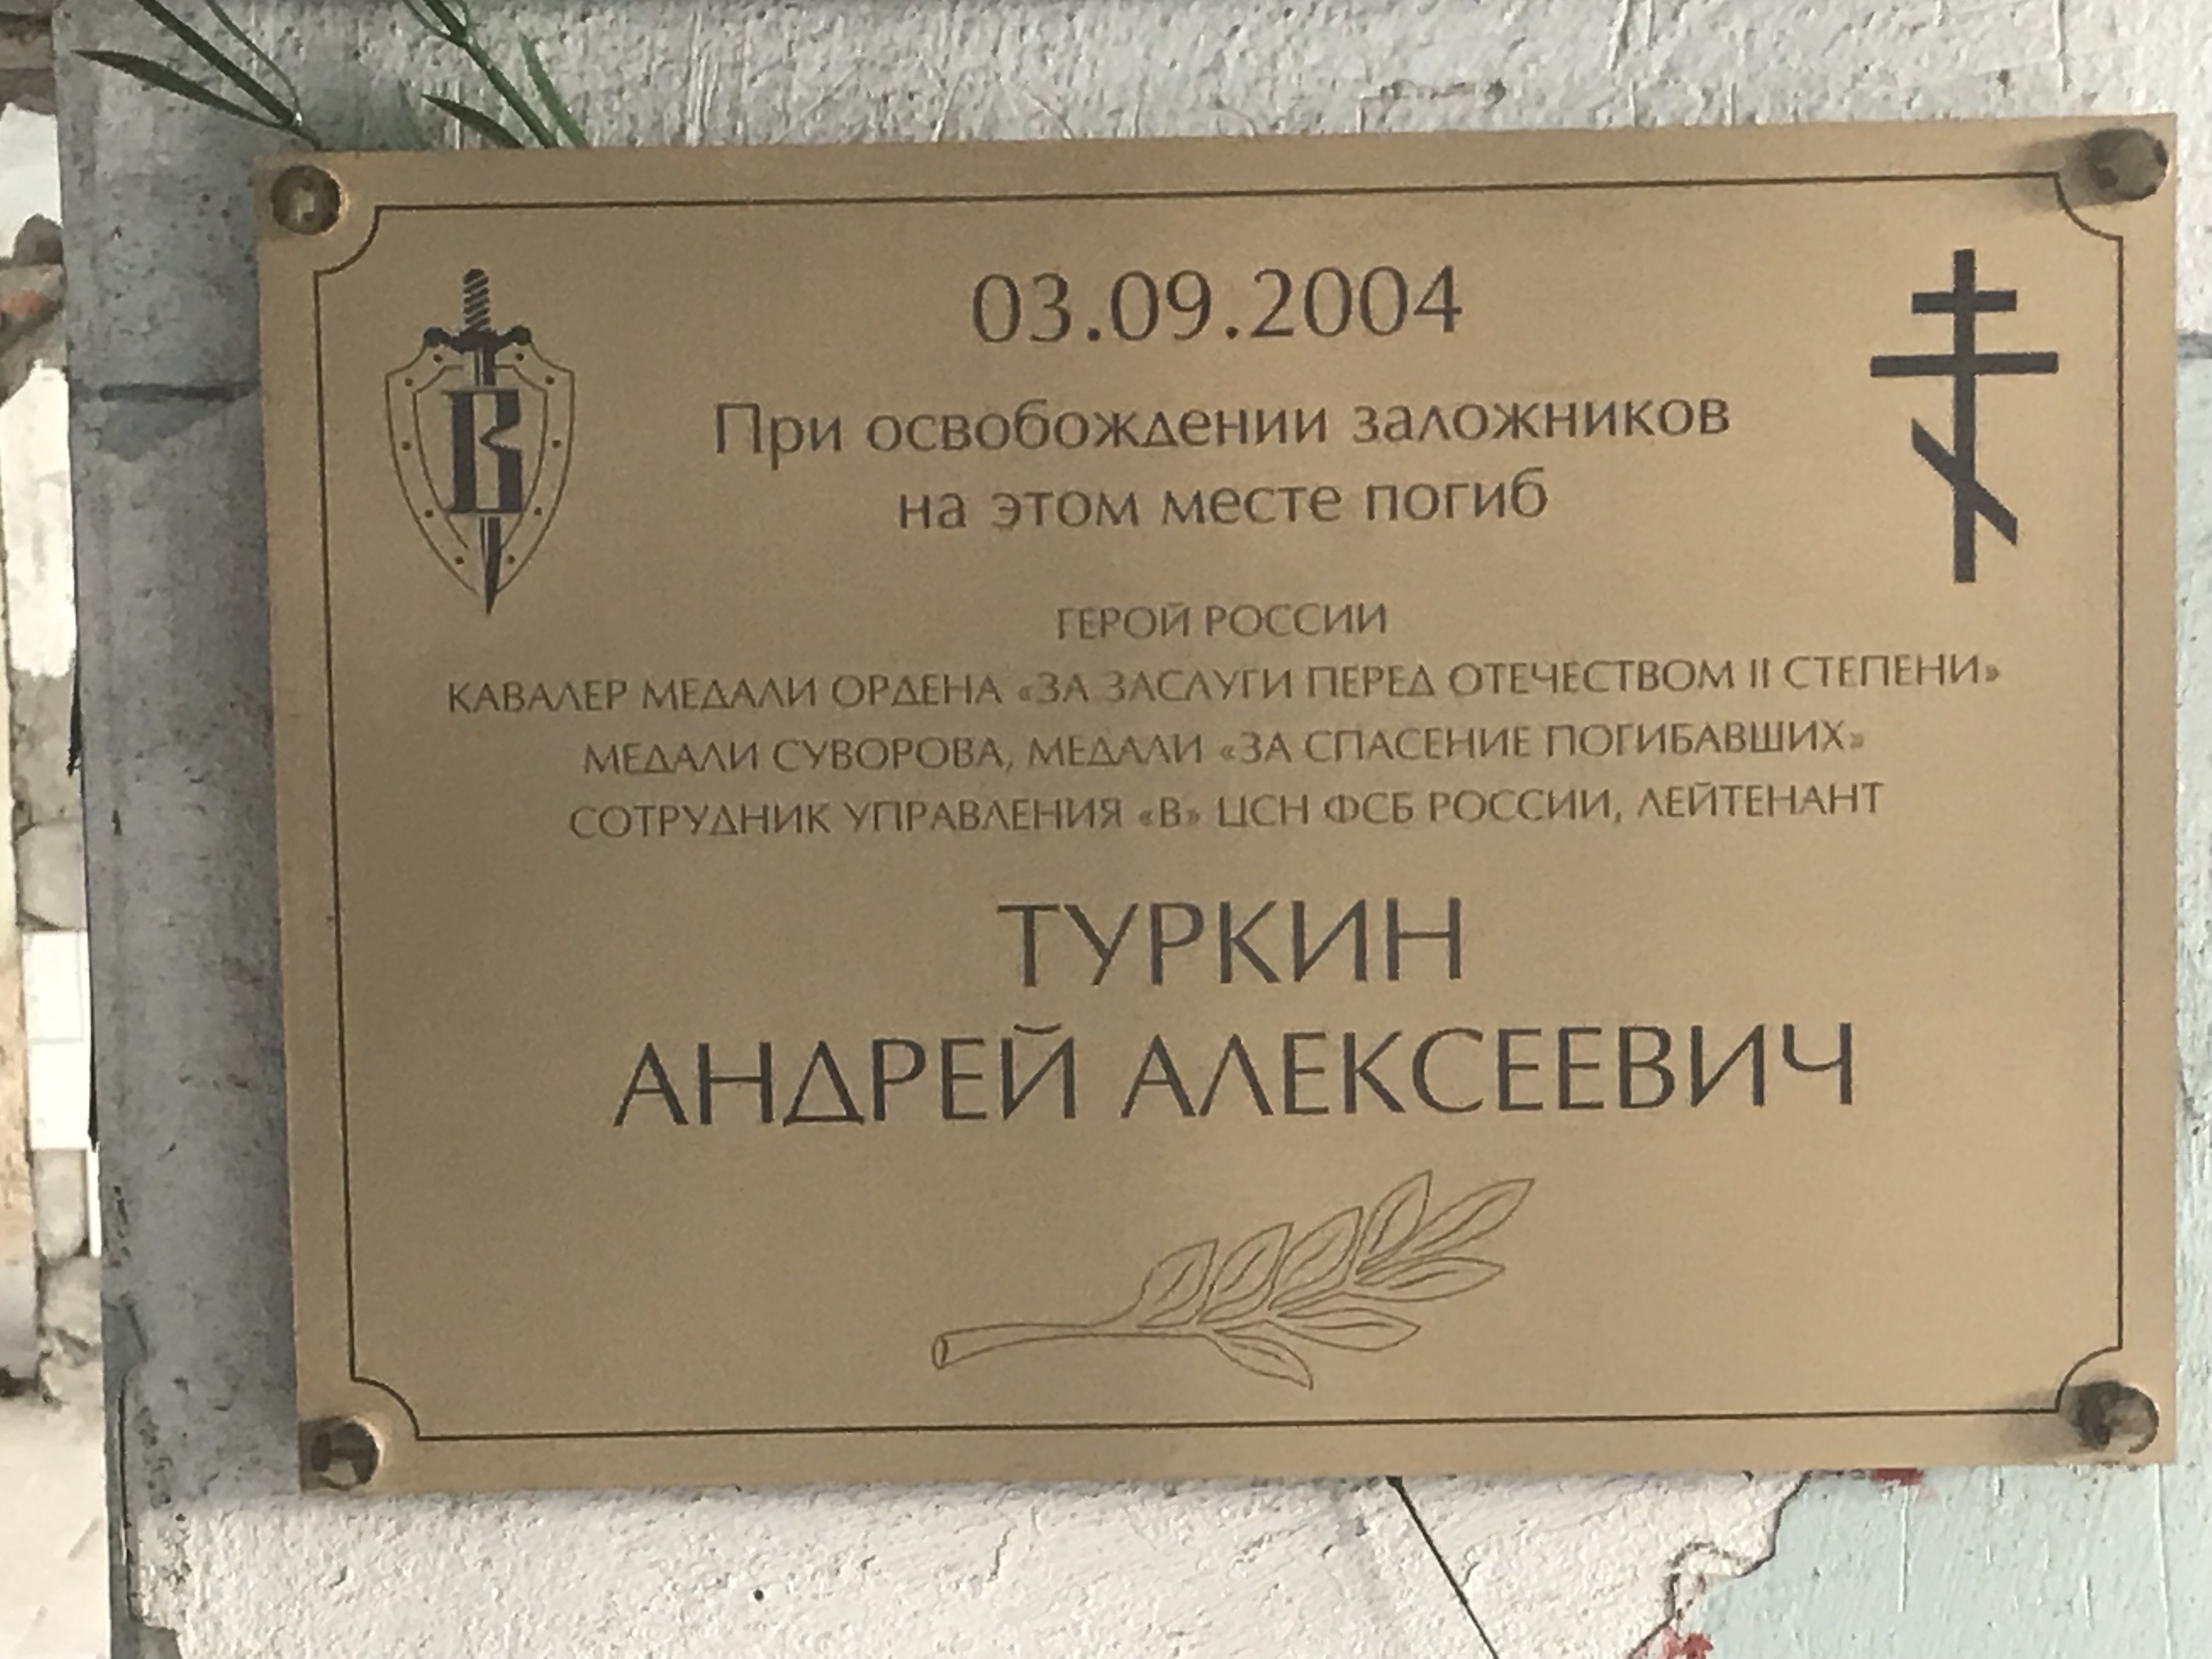 03.09.2004
При освобождении заложников
на этом месте погиб
ГЕРОЙ РОССИИ
КАВАЛЕР МЕДАЛИ ОРДЕНА «ЗА ЗАСЛУГИ ПЕРЕД ОТЕЧЕСТВОМ II СТЕПЕНИ»
МЕДАЛИ СУВОРОВА, МЕДАЛИ «ЗА СПАСЕНИЕ ПОГИБАВШИХ»
СОТРУДНИК УПРАВЛЕНИЯ «В» ЦСН ФСБ РОССИИ, ЛЕЙТЕНАНТ
ТУРКИН
АНДРЕЙ АЛЕКСЕЕВИЧ
В